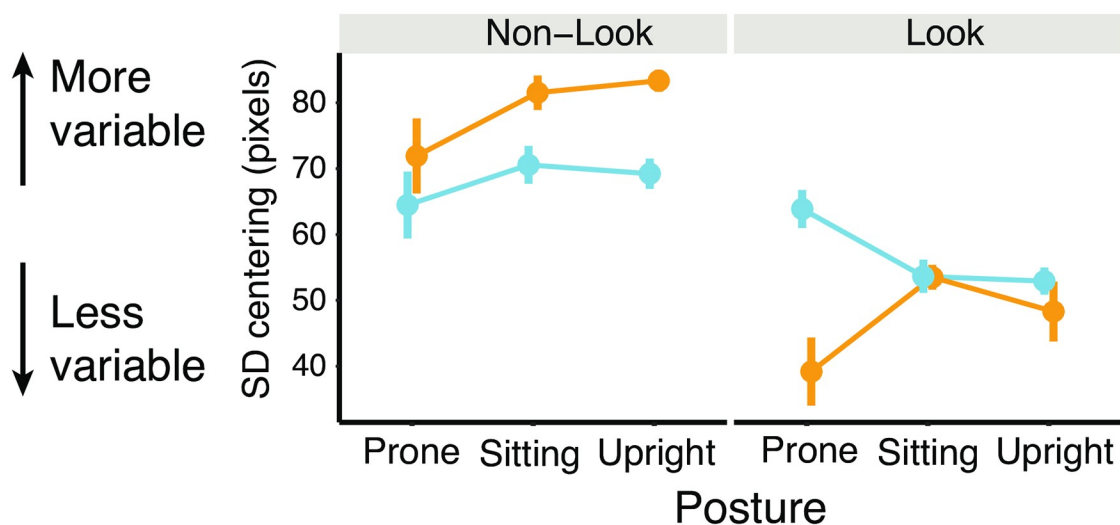 Non–Look
Look
More
variable
Less
variable
SD centering (pixels)
80
70
60
50
40
Prone
Sitting
Upright
Prone
Sitting
Upright
Posture